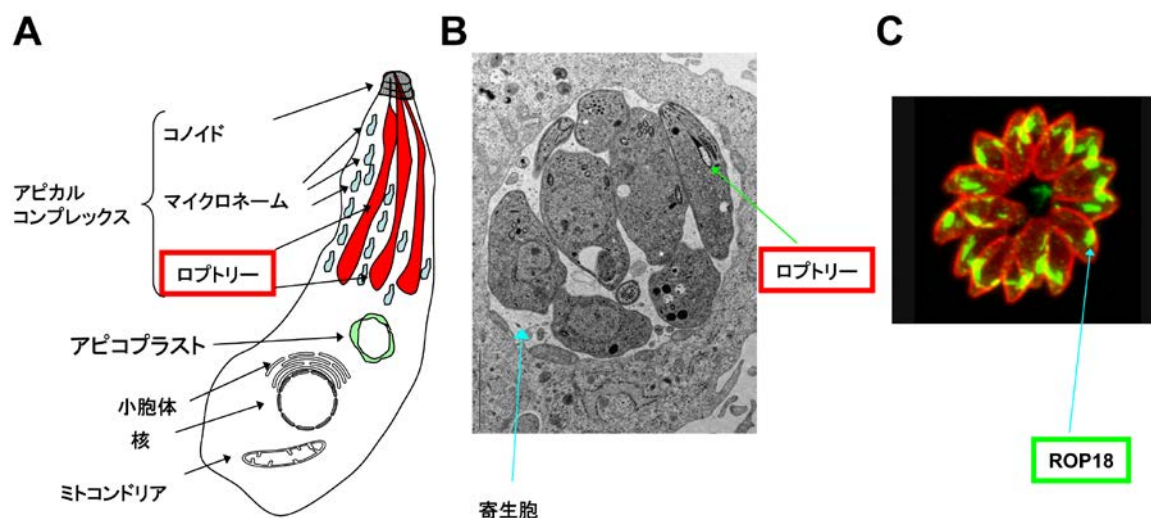 A
コノイド
アピカル
コンプレックス
マイクロネーム
ロプトリー
アピコプラスト
小胞体
核
ミトコンドリア
B
ロプトリー
寄生胞
C
ROP18